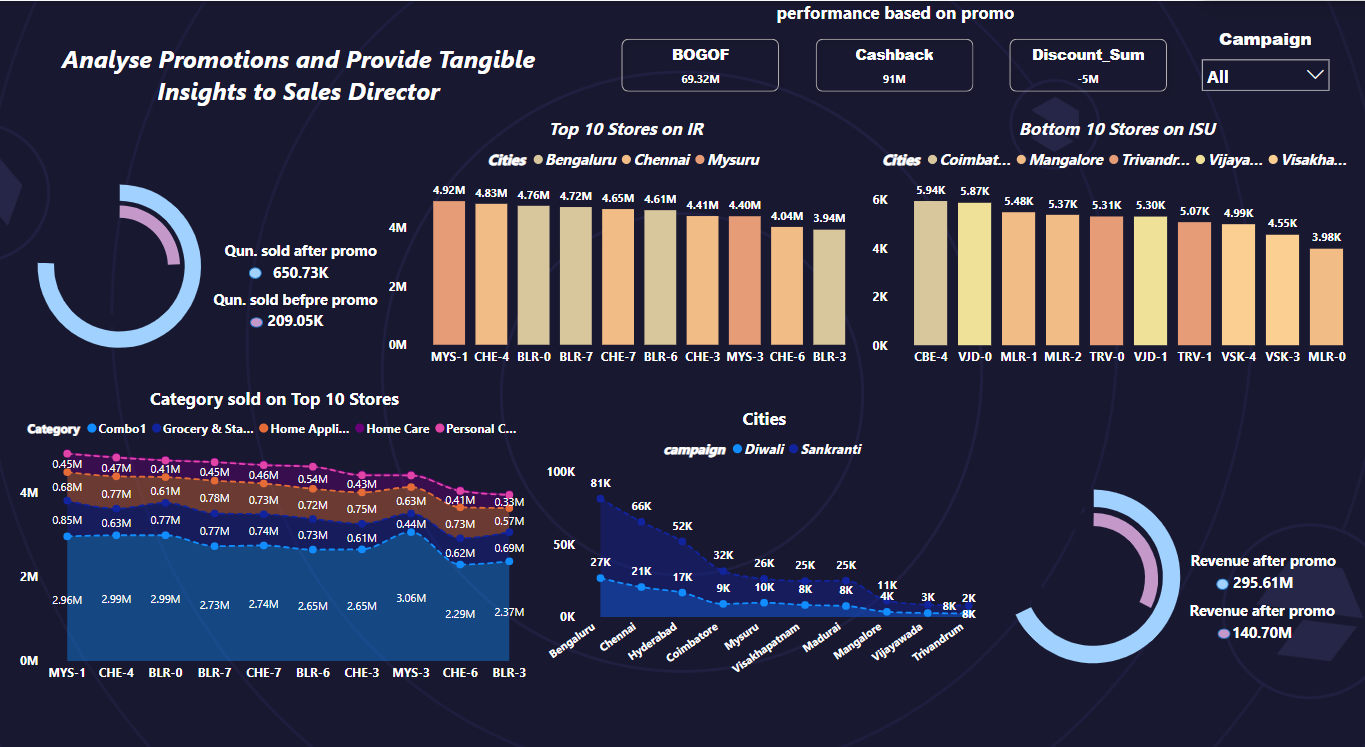 performance based on promo
Analyse Promotions and Provide Tangible
Insights to Sales Director
BOGOF
69.32M
Cashback
91M
Discount_Sum
-5M
Campaign
All
Qun. sold after promo
650.73K
Qun. sold befpre promo
209.05K
Top 10 Stores on IR
Cities Bengaluru Chennai Mysuru
4.92M 4.83M 4.76M 4.72M 4.65M 4.61M 4.41M 4.40M 4.04M 3.94M
4M
2M
0M
MYS-1 CHE-4 BLR-0 BLR-7 CHE-7 BLR-6 CHE-3 MYS-3 CHE-6 BLR-3
Bottom 10 Stores on ISU
Cities Coimbat... Mangalore Trivandr... Vijaya... Visakha...
5.94K 5.87K 5.48K 5.37K 5.31K 5.30K 5.07K 4.99K 4.55K 3.98K
6K
4K
2K
0K
CBE-4 VJD-0 MLR-1 MLR-2 TRV-0 VJD-1 TRV-1 VSK-4 VSK-3 MLR-0
Category sold on Top 10 Stores
Category Combo1 Grocery & Sta... Home Appli... Home Care Personal C...
4M
2M
0M
0.45M 0.47M 0.41M 0.45M 0.46M 0.54M 0.43M 0.41M 0.33M
0.68M 0.77M 0.61M 0.78M 0.73M 0.72M 0.75M 0.63M 0.73M 0.57M
0.85M 0.63M 0.77M 0.77M 0.74M 0.73M 0.61M 0.44M 0.62M 0.69M
2.96M 2.99M 2.99M 2.73M 2.74M 2.65M 2.65M 3.06M 2.29M 2.37M
MYS-1 CHE-4 BLR-0 BLR-7 CHE-7 BLR-6 CHE-3 MYS-3 CHE-6 BLR-3
Cities
campaign Diwali Sankranti
100K
50K
0K
81K 66K 52K 32K 26K 25K 25K 11K 3K 2K
27K 21K 17K 9K 10K 8K 8K 4K 8K 8K
Bengaluru Chennai Hyderabad Coimbatore Mysuru Visakhapatnam Madurai Mangalore Vijayawada Trivandrum
Revenue after promo
295.61M
Revenue after promo
140.70M